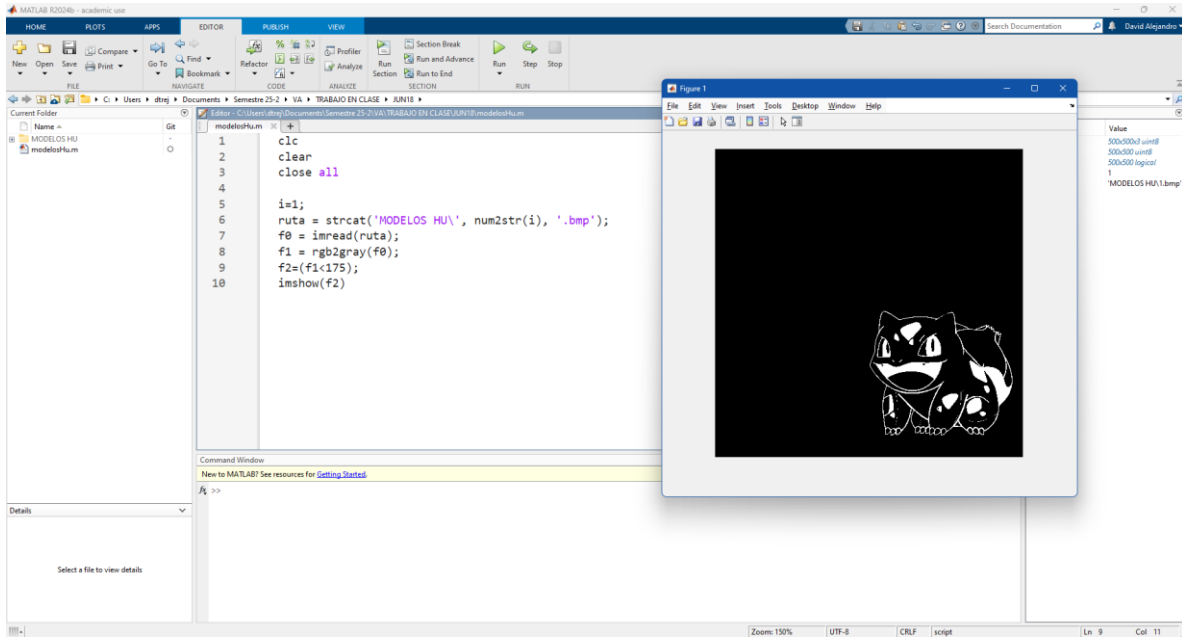 MATLAB R2024b - academic use
HOME PLOTS APPS EDITOR PUBLISH VIEW
Search Documentation
David Alejandro
New Open Save Compare Print
Go To Find Bookmark
Refactor
Profiler
Analyze
Run Section
Section Break
Run and Advance
Run to End
Run Step Stop
FILE NAVIGATE CODE ANALYZE SECTION RUN
C: Users dtrej Documents Semestre 25-2 VA TRABAJO EN CLASE JUN18
Current Folder
Name Git
MODELOS HU
modelosHu.m
Editor - C:\Users\dtrej\Documents\Semestre 25-2\VA\TRABAJO EN CLASE\JUN18\modelosHu.m
modelosHu.m
1 clc
2 clear
3 close all
4
5 i=1;
6 ruta = strcat('MODELOS HU\', num2str(i), '.bmp');
7 f0 = imread(ruta);
8 f1 = rgb2gray(f0);
9 f2=(f1<175);
10 imshow(f2)
Figure 1
File Edit View Insert Tools Desktop Window Help
Value
500x500x3 uint8
500x500 uint8
500x500 logical
1
'MODELOS HU\1.bmp'
Command Window
New to MATLAB? See resources for Getting Started.
fx >>
Details
Select a file to view details
Zoom: 150% UTF-8 CRLF script Ln 9 Col 11